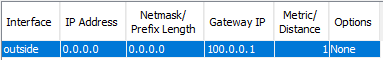 Interface IP Address Netmask/ Prefix Length Gateway IP Metric/ Distance Options
outside 0.0.0.0 0.0.0.0 100.0.0.1 1 None